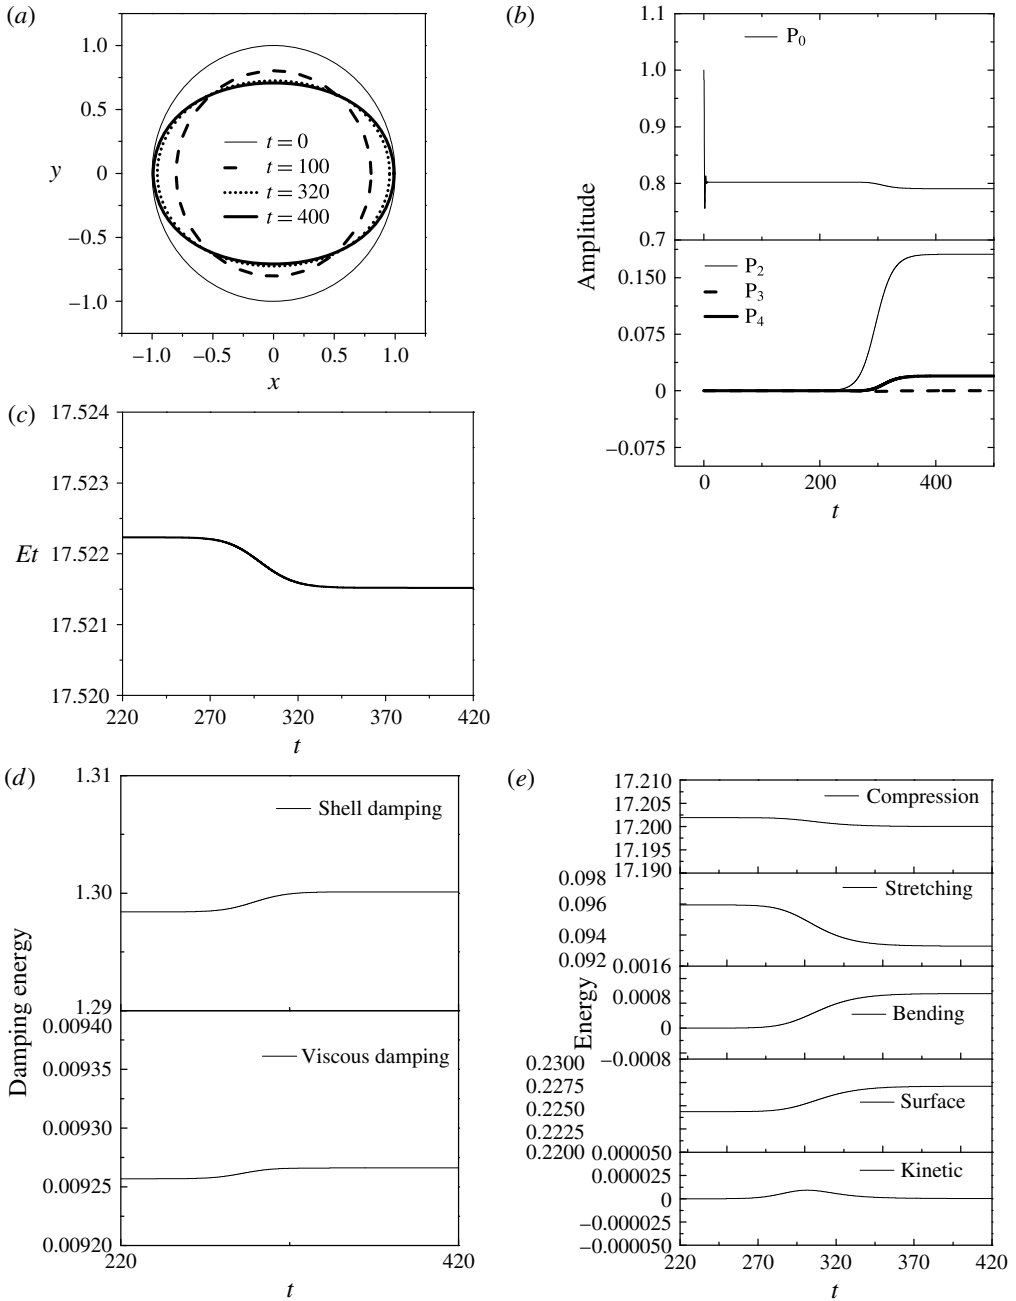 (a)
1.0
0.5
0
−0.5
−1.0
y
t = 0
t = 100
t = 320
t = 400
−1.0
−0.5
0
0.5
1.0
x
(b)
1.1
1.0
0.9
0.8
0.7
P0
Amplitude
0.150
0.075
0
−0.075
P2
P3
P4
0
200
400
t
(c)
17.524
17.523
17.522
17.521
17.520
Et
220
270
320
370
420
t
(d)
1.31
1.30
1.29
Shell damping
Damping energy
0.00940
0.00935
0.00930
0.00925
0.00920
Viscous damping
220
420
t
(e)
17.210
17.205
17.200
17.195
17.190
Compression
0.098
0.096
0.094
0.092
Stretching
Energy
0.0016
0.0008
0
−0.0008
Bending
0.2300
0.2275
0.2250
0.2225
0.2200
Surface
0.000050
0.000025
0
−0.000025
−0.000050
Kinetic
220
270
320
370
420
t